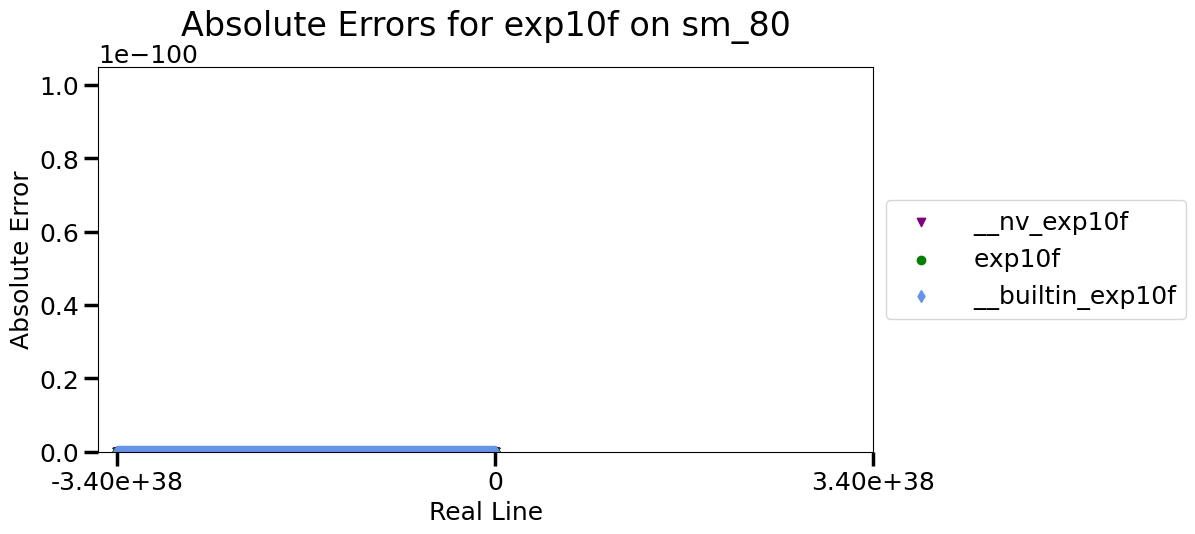 Absolute Errors for exp10f on sm_80
1e−100
1.0
0.8
0.6
0.4
0.2
0.0
Absolute Error
-3.40e+38 0 3.40e+38
Real Line
__nv_exp10f
exp10f
__builtin_exp10f